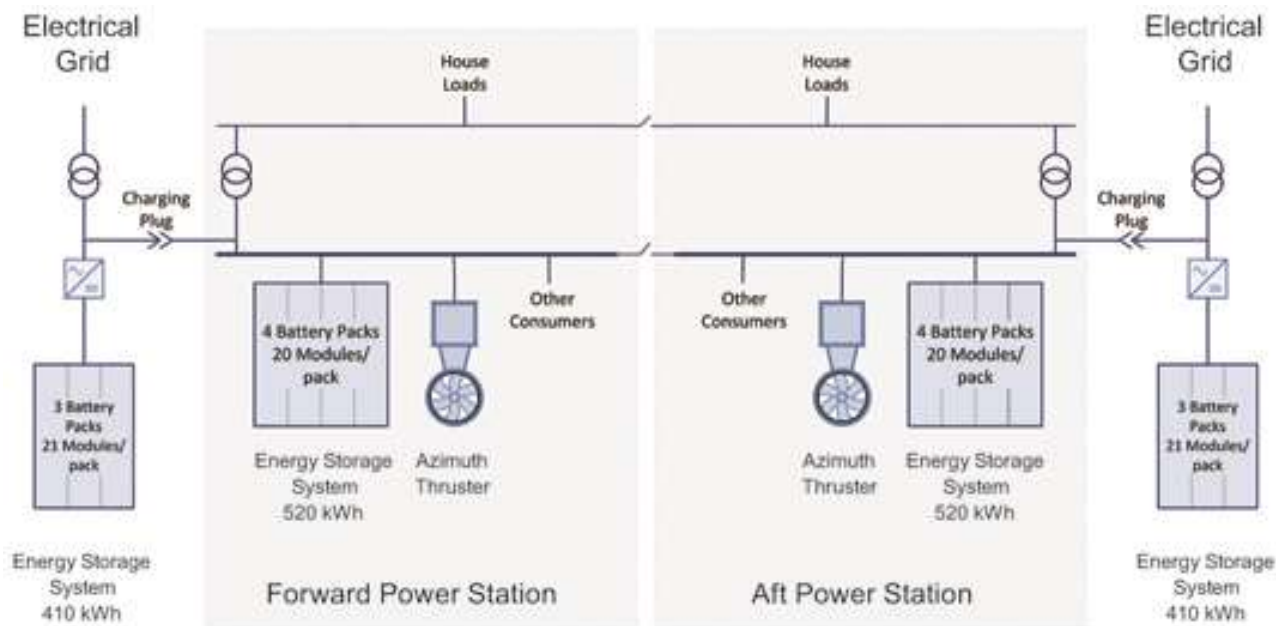 Electrical
Grid
House
Loads
House
Loads
Electrical
Grid
Charging
Plug
Charging
Plug
4 Battery Packs
20 Modules/
pack
Other
Consumers
Other
Consumers
4 Battery Packs
20 Modules/
pack
3 Battery
Packs
21 Modules/
pack
3 Battery
Packs
21 Modules/
pack
Energy Storage
System
520 kWh
Azimuth
Thruster
Azimuth
Thruster
Energy Storage
System
520 kWh
Energy Storage
System
410 kWh
Forward Power Station
Aft Power Station
Energy Storage
System
410 kWh